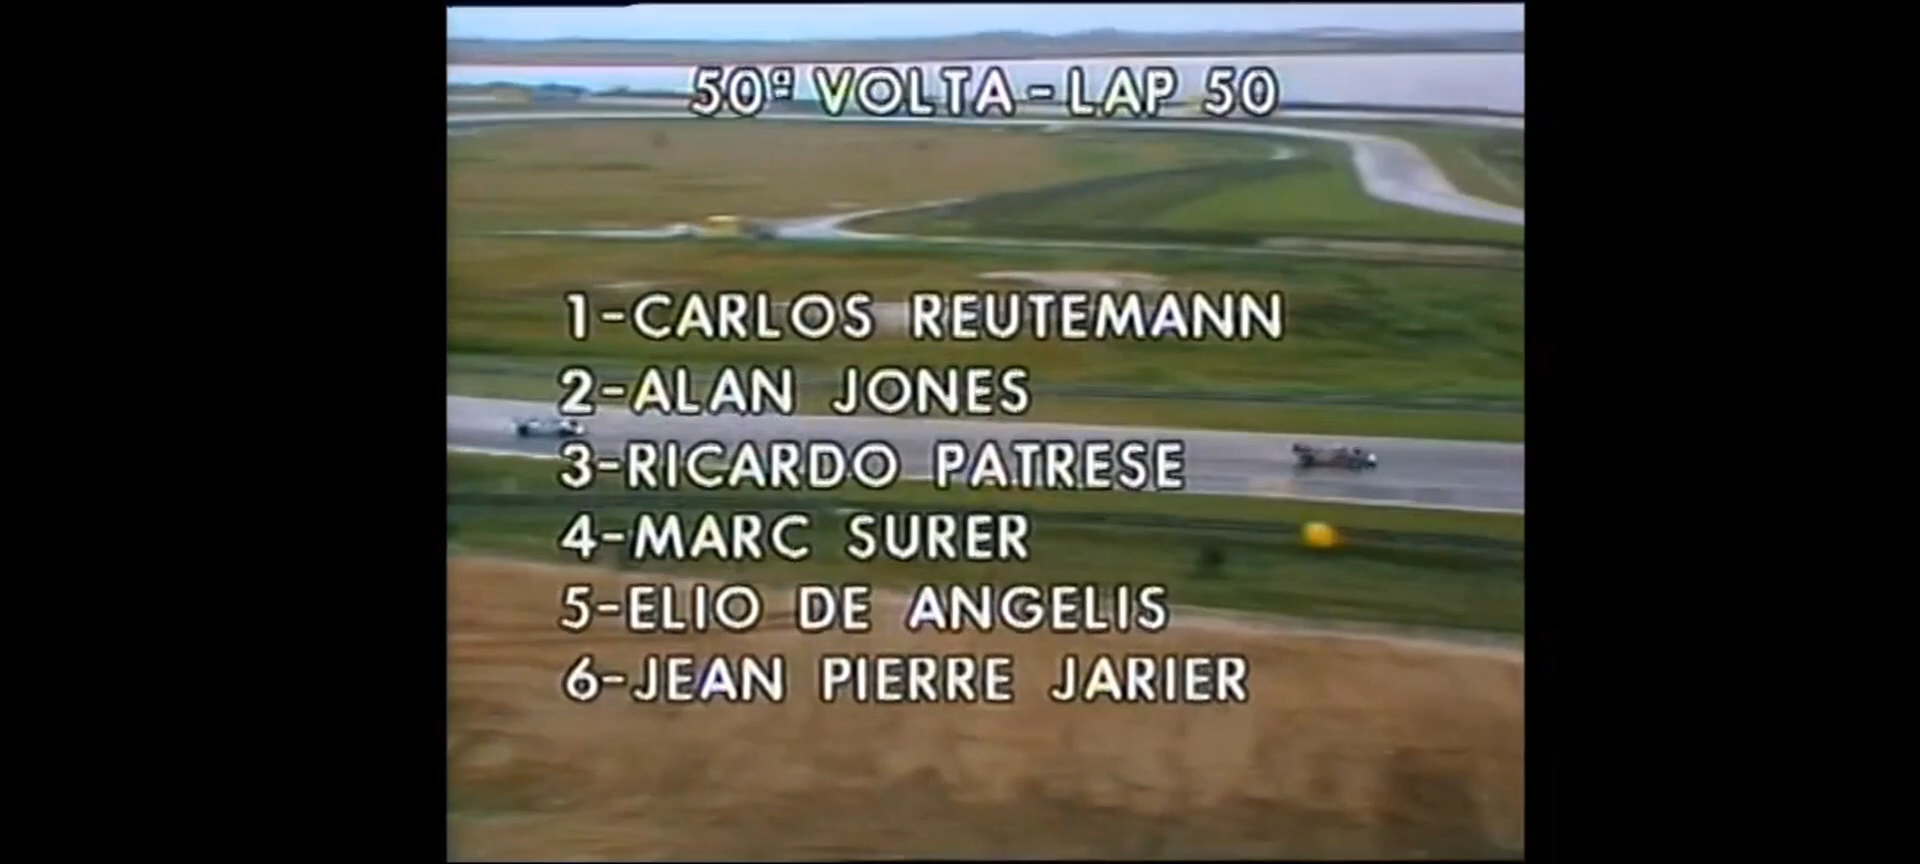 50ª VOLTA - LAP 50
1-CARLOS REUTEMANN
2-ALAN JONES
3-RICARDO PATRESE
4-MARC SURER
5-ELIO DE ANGELIS
6-JEAN PIERRE JARIER